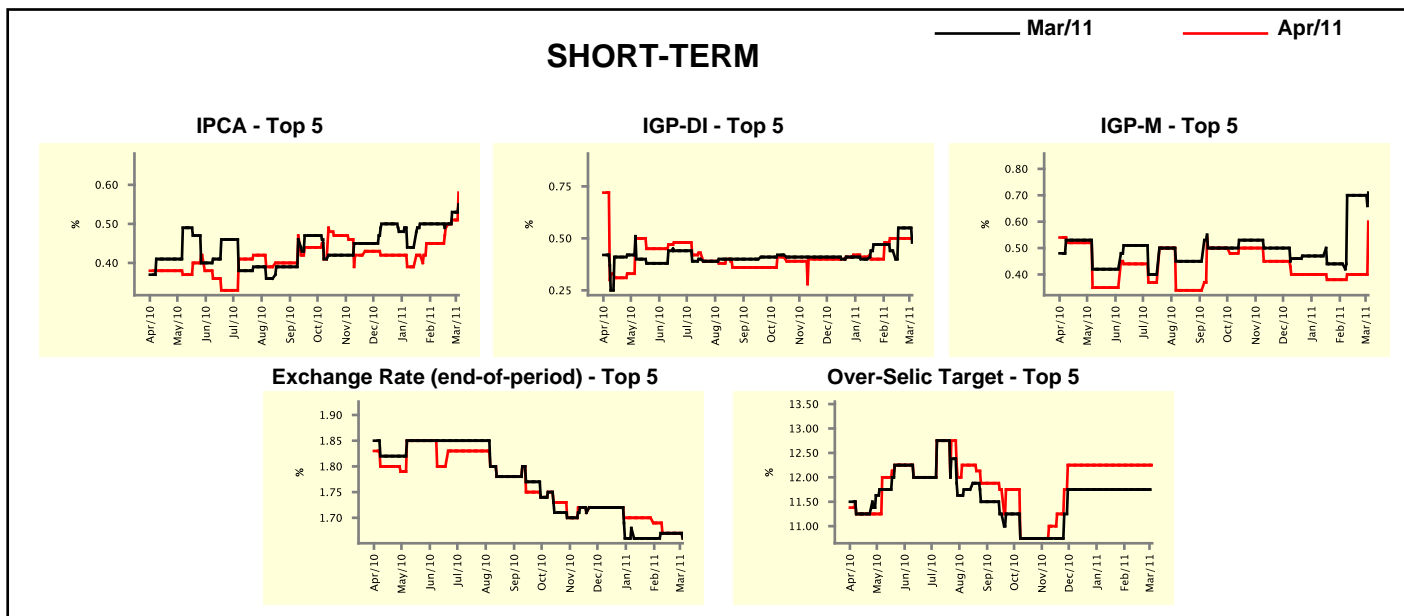 Mar/11 Apr/11
SHORT-TERM
IPCA - Top 5
%
0.60
0.50
0.40
Apr/10 May/10 Jun/10 Jul/10 Aug/10 Sep/10 Oct/10 Nov/10 Dec/10 Jan/11 Feb/11 Mar/11
IGP-DI - Top 5
%
0.75
0.50
0.25
Apr/10 May/10 Jun/10 Jul/10 Aug/10 Sep/10 Oct/10 Nov/10 Dec/10 Jan/11 Feb/11 Mar/11
IGP-M - Top 5
%
0.80
0.70
0.60
0.50
0.40
Apr/10 May/10 Jun/10 Jul/10 Aug/10 Sep/10 Oct/10 Nov/10 Dec/10 Jan/11 Feb/11 Mar/11
Exchange Rate (end-of-period) - Top 5
%
1.90
1.85
1.80
1.75
1.70
Apr/10 May/10 Jun/10 Jul/10 Aug/10 Sep/10 Oct/10 Nov/10 Dec/10 Jan/11 Feb/11 Mar/11
Over-Selic Target - Top 5
%
13.50
13.00
12.50
12.00
11.50
11.00
Apr/10 May/10 Jun/10 Jul/10 Aug/10 Sep/10 Oct/10 Nov/10 Dec/10 Jan/11 Feb/11 Mar/11